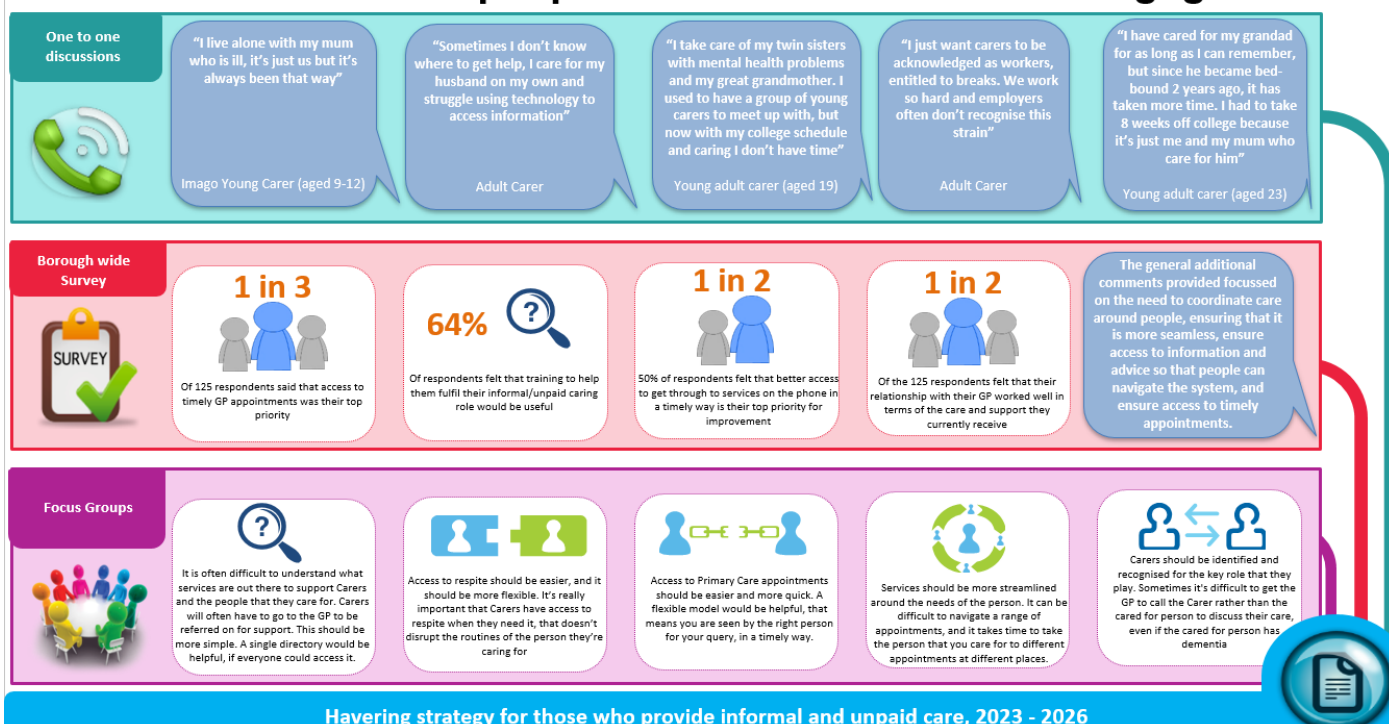 One to one
discussions
“I live alone with my mum
who is ill, it’s just us but it’s
always been that way”
Imago Young Carer (aged 9-12)
“Sometimes I don’t know
where to get help, I care for my
husband on my own and
struggle using technology to
access information”
Adult Carer
“I take care of my twin sisters
with mental health problems
and my great grandmother. I
used to have a group of young
carers to meet up with, but
now with my college schedule
and caring I don’t have time”
Young adult carer (aged 19)
“I just want carers to be
acknowledged as workers,
entitled to breaks. We work
so hard and employers
often don’t recognise this
strain”
Adult Carer
“I have cared for my grandad
for as long as I can remember,
but since he became bed-
bound 2 years ago, it has
taken more time. I had to take
8 weeks off college because
it’s just me and my mum who
care for him”
Young adult carer (aged 23)
Borough wide
Survey
SURVEY
1 in 3
Of 125 respondents said that access to
timely GP appointments was their top
priority
64%
?
Of respondents felt that training to help
them fulfil their informal/unpaid caring
role would be useful
1 in 2
50% of respondents felt that better access
to get through to services on the phone in
a timely way is their top priority for
improvement
1 in 2
Of the 125 respondents felt that their
relationship with their GP worked well in
terms of the care and support they
currently receive
The general additional
comments provided focussed
on the need to coordinate care
around people, ensuring that it
is more seamless, ensure
access to information and
advice so that people can
navigate the system, and
ensure access to timely
appointments.
Focus Groups
?
It is often difficult to understand what
services are out there to support Carers
and the people that they care for. Carers
will often have to go to the GP to be
referred on for support. This should be
more simple. A single directory would be
helpful, if everyone could access it.
Access to respite should be easier, and it
should be more flexible. It’s really
important that Carers have access to
respite when they need it, that doesn’t
disrupt the routines of the person they’re
caring for
Access to Primary Care appointments
should be easier and more quick. A
flexible model would be helpful, that
means you are seen by the right person
for your query, in a timely way.
Services should be more streamlined
around the needs of the person. It can be
difficult to navigate a range of
appointments, and it takes time to take
the person that you care for to different
appointments at different places.
Carers should be identified and
recognised for the key role that they
play. Sometimes it’s difficult to get the
GP to call the Carer rather than the
cared for person to discuss their care,
even if the cared for person has
dementia
Havering strategy for those who provide informal and unpaid care, 2023 - 2026